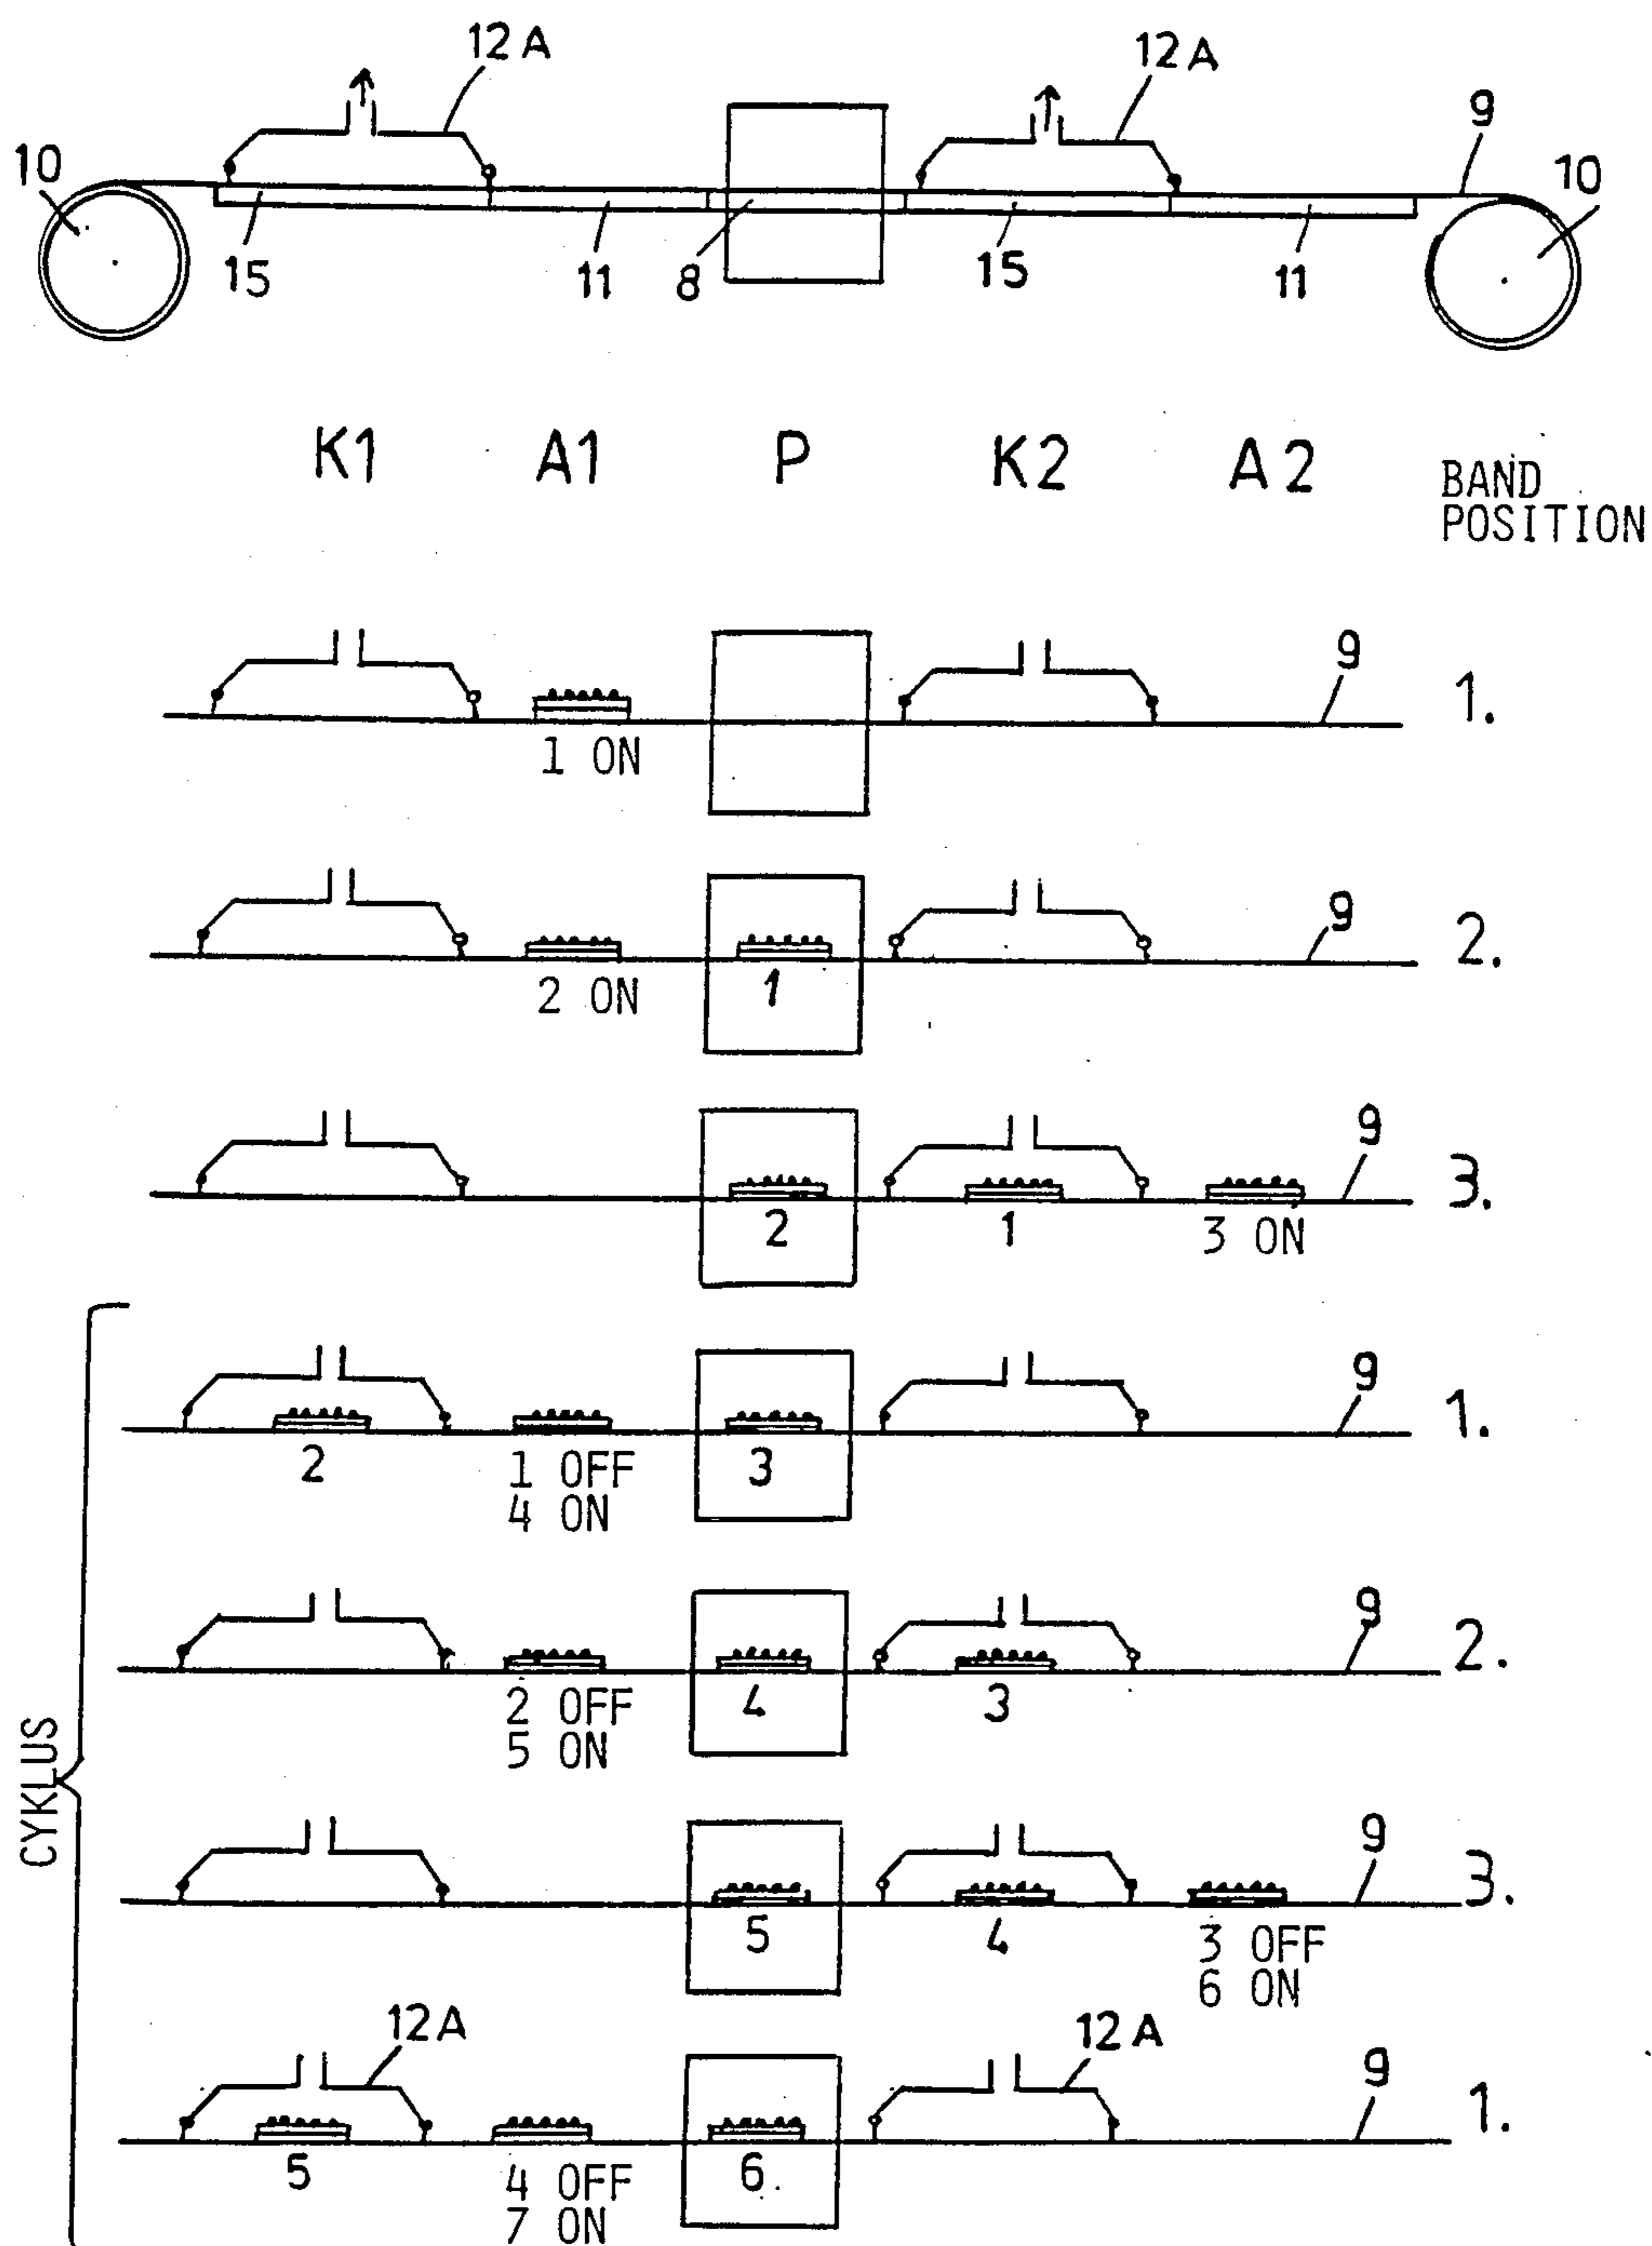 12A
12A
9
10
10
15
11
8
15
11
K1 A1 P K2 A2
BAND
POSITION
9
1.
1 ON
9
2.
2 ON
1
9
3.
2
1
3 ON
9
1.
2
1 OFF
4 ON
3
9
2.
2 OFF
5 ON
4
3
CYKLUS
9
3.
5
4
3 OFF
6 ON
12A
12A
9
1.
5
4 OFF
7 ON
6